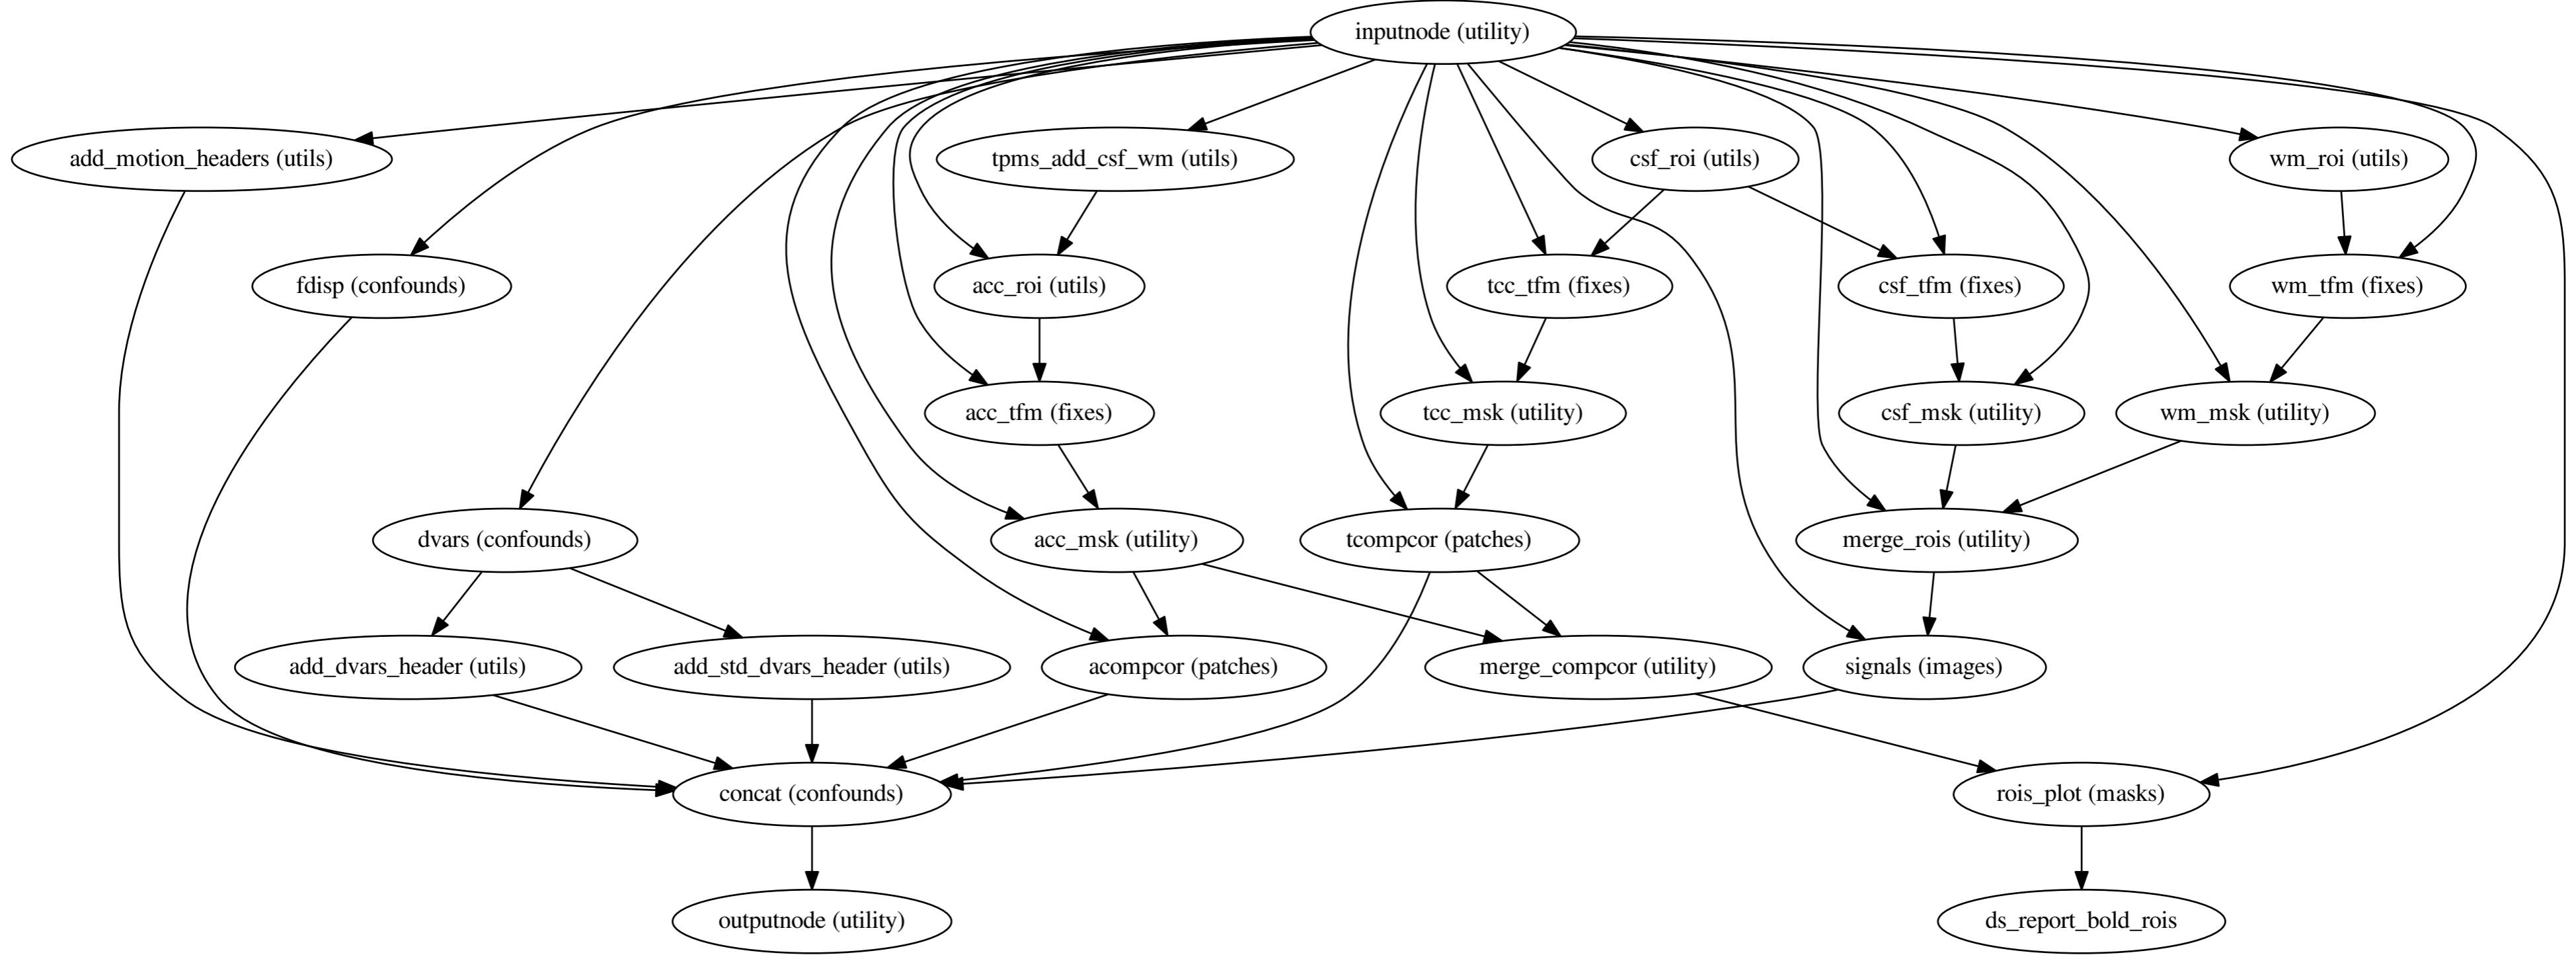 inputnode (utility)
add_motion_headers (utils)
tpms_add_csf_wm (utils)
csf_roi (utils)
wm_roi (utils)
fdisp (confounds)
acc_roi (utils)
tcc_tfm (fixes)
csf_tfm (fixes)
wm_tfm (fixes)
acc_tfm (fixes)
tcc_msk (utility)
csf_msk (utility)
wm_msk (utility)
dvars (confounds)
acc_msk (utility)
tcompcor (patches)
merge_rois (utility)
add_dvars_header (utils)
add_std_dvars_header (utils)
acompcor (patches)
merge_compcor (utility)
signals (images)
concat (confounds)
rois_plot (masks)
outputnode (utility)
ds_report_bold_rois